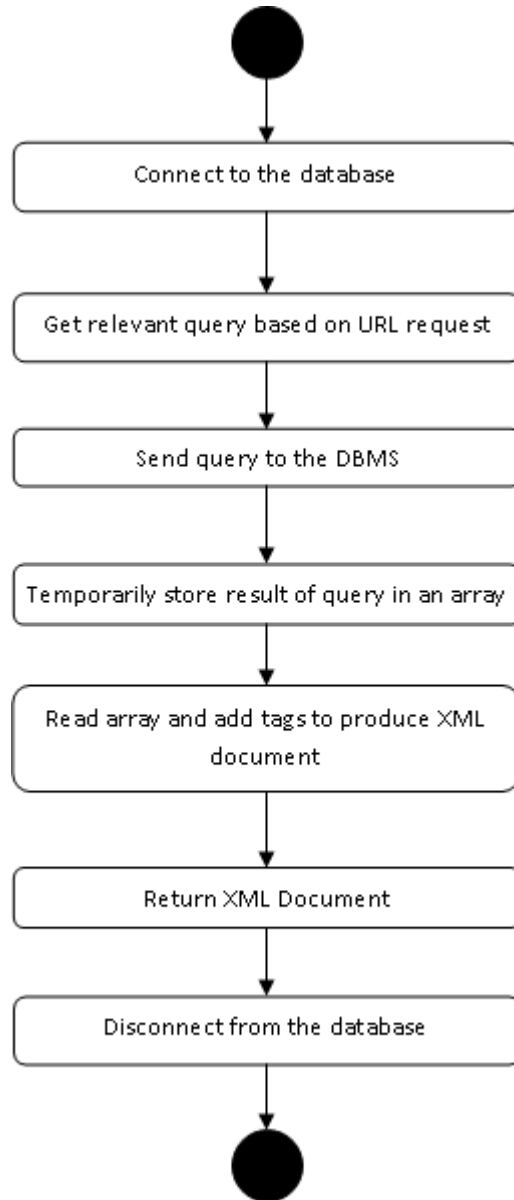 Connect to the database
Get relevant query based on URL request
Send query to the DBMS
Temporarily store result of query in an array
Read array and add tags to produce XML
document
Return XML Document
Disconnect from the database